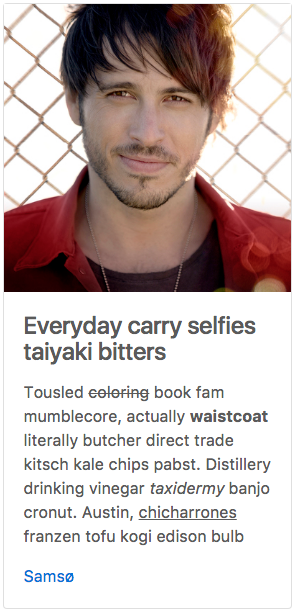 Everyday carry selfies
taiyaki bitters
Tousled coloring book fam
mumblecore, actually waistcoat
literally butcher direct trade
kitsch kale chips pabst. Distillery
drinking vinegar taxidermy banjo
cronut. Austin, chicharrones
franzen tofu kogi edison bulb
Samsø